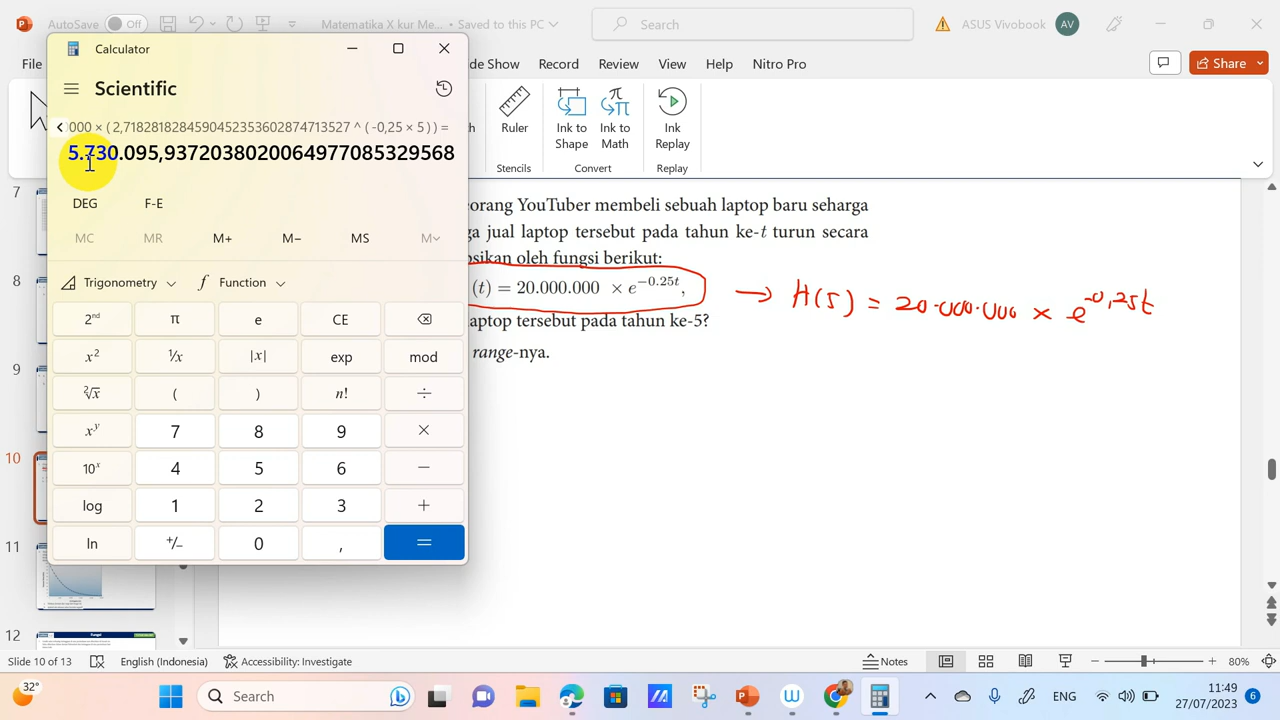 AutoSave Off Matematika X kur Me... • Saved to this PC Search ASUS Vivobook AV
File de Show Record Review View Help Nitro Pro Share
Ruler
Ink to Shape
Ink to Math
Ink Replay
Stencils Convert Replay
Calculator
Scientific
000 × ( 2,7182818284590452353602874713527 ^ ( -0,25 × 5 ) ) =
5.730.095,937203802006497708532956​8
DEG F-E
MC MR M+ M− MS M
Trigonometry Function
2nd π e CE
x² ¹/x |x| exp mod
²√x ( ) n! ÷
xʸ 7 8 9 ×
10ˣ 4 5 6 −
log 1 2 3 +
ln 0 +/− 0 , =
7
8
9
10
11
12
Fungsi
orang YouTuber membeli sebuah laptop baru seharga
ga jual laptop tersebut pada tahun ke-t turun secara
psikan oleh fungsi berikut:
(t) = 20.000.000 × e^{−0.25t},
laptop tersebut pada tahun ke-5?
range-nya.
→ H(5) = 20.000.000 × e^{-0,25t}
Slide 10 of 13 English (Indonesia) Accessibility: Investigate Notes 80%
32° Search ENG 11:49
27/07/2023 6